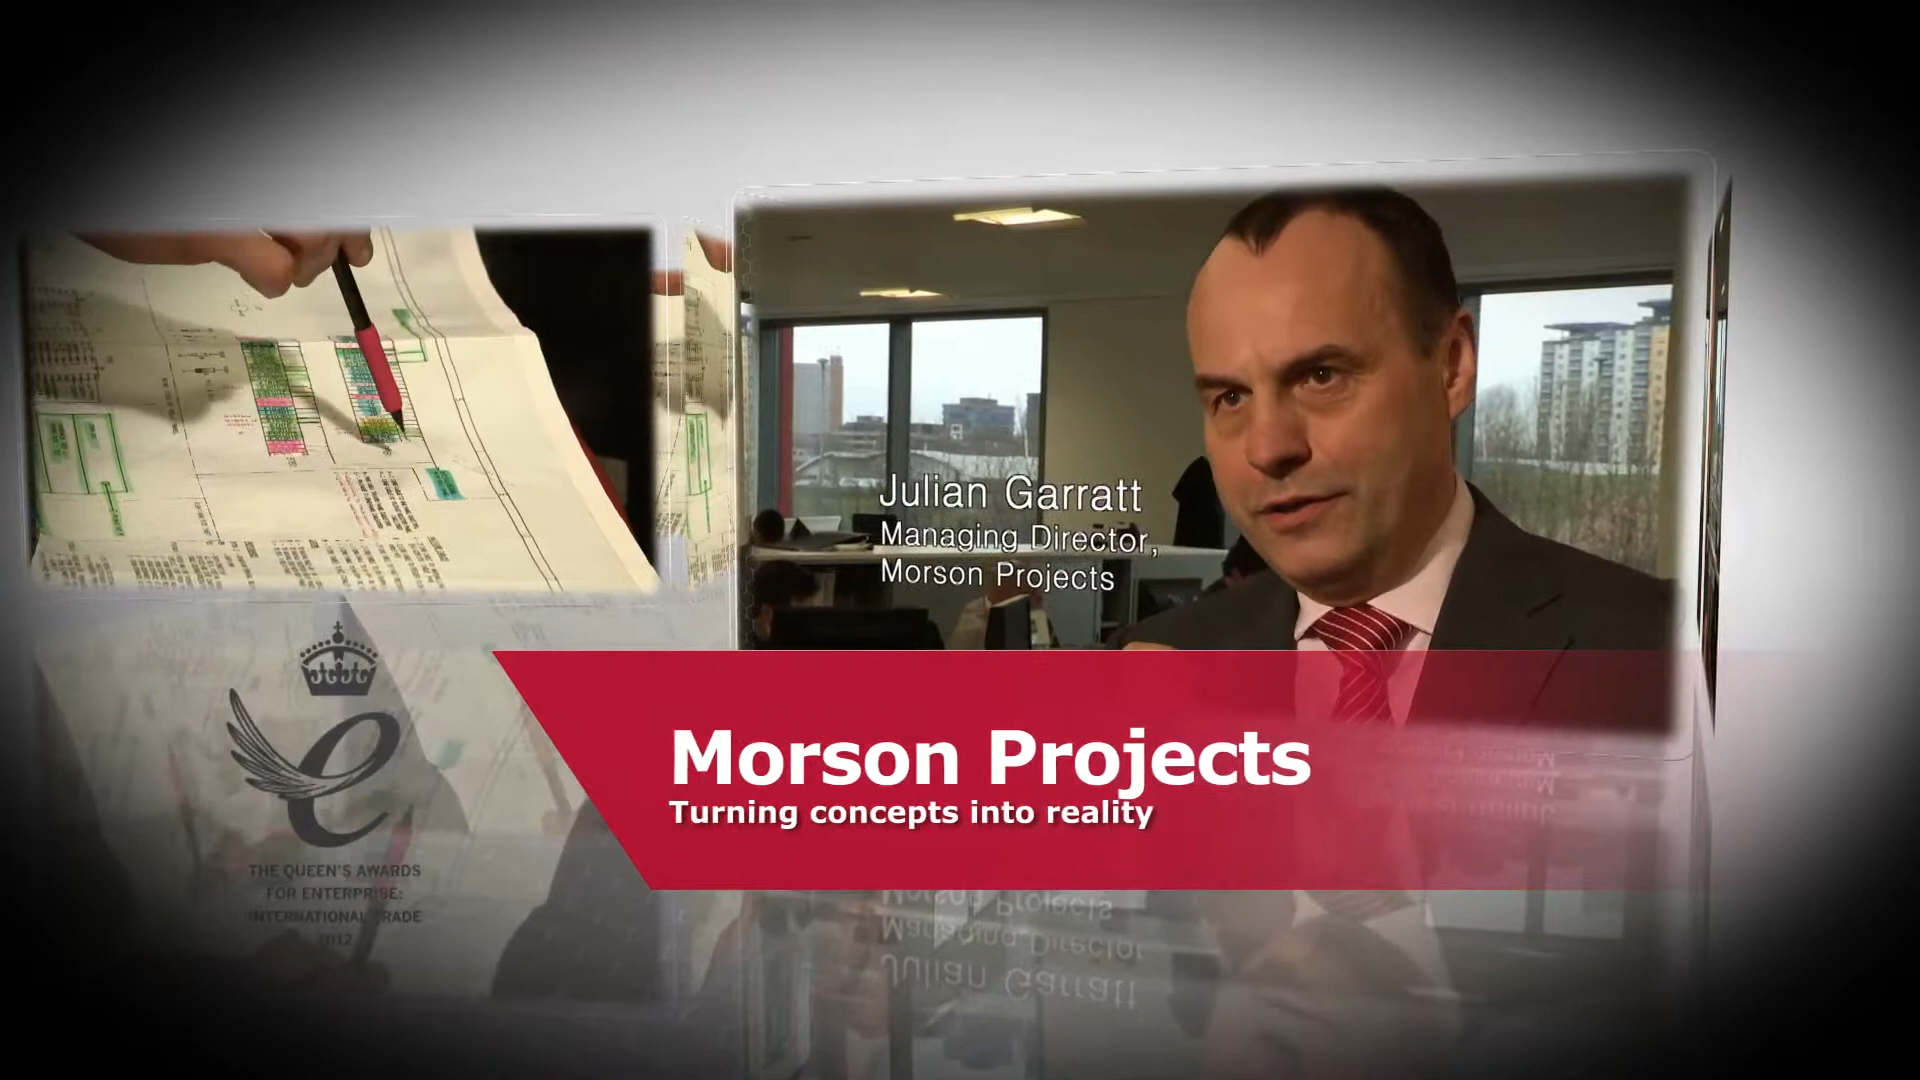 Julian Garratt
Managing Director,
Morson Projects
Morson Projects
Turning concepts into reality
e
THE QUEEN'S AWARDS
FOR ENTERPRISE:
INTERNATIONAL TRADE
2012